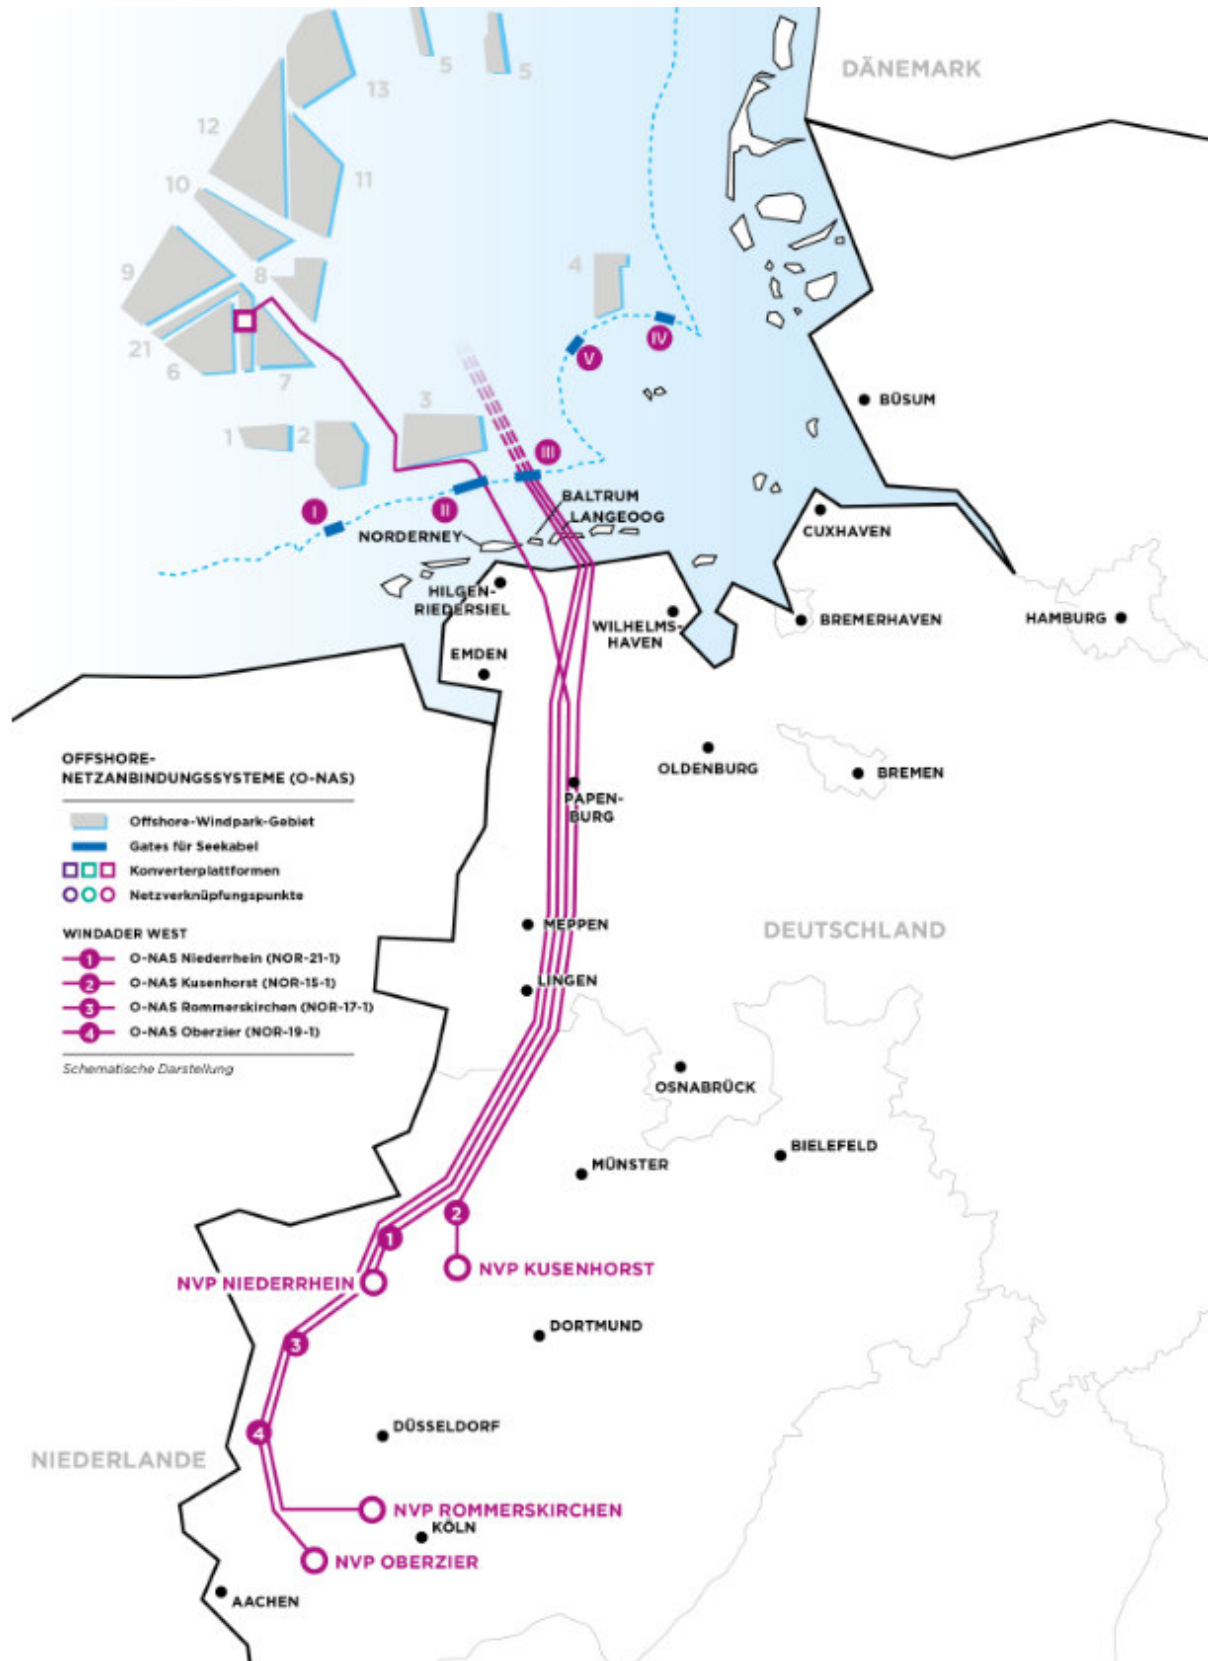 DÄNEMARK
5
5
13
12
11
10
9
8
4
21
6
7
IV
V
3
1
2
III
I
II
BÜSUM
BALTRUM
LANGEOOG
NORDERNEY
CUXHAVEN
HILGEN-
RIEDERSIEL
WILHELMS-
HAVEN
BREMERHAVEN
HAMBURG
EMDEN
OLDENBURG
BREMEN
PAPEN-
BURG
OFFSHORE-
NETZANBINDUNGSSYSTEME (O-NAS)
Offshore-Windpark-Gebiet
Gates für Seekabel
Konverterplattformen
Netzverknüpfungspunkte
WINDADER WEST
1 O-NAS Niederrhein (NOR-21-1)
2 O-NAS Kusenhorst (NOR-15-1)
3 O-NAS Rommerskirchen (NOR-17-1)
4 O-NAS Oberzier (NOR-19-1)
Schematische Darstellung
MEPPEN
DEUTSCHLAND
LINGEN
OSNABRÜCK
BIELEFELD
MÜNSTER
2
1
NVP KUSENHORST
NVP NIEDERRHEIN
DORTMUND
3
DÜSSELDORF
4
NIEDERLANDE
NVP ROMMERSKIRCHEN
KÖLN
NVP OBERZIER
AACHEN